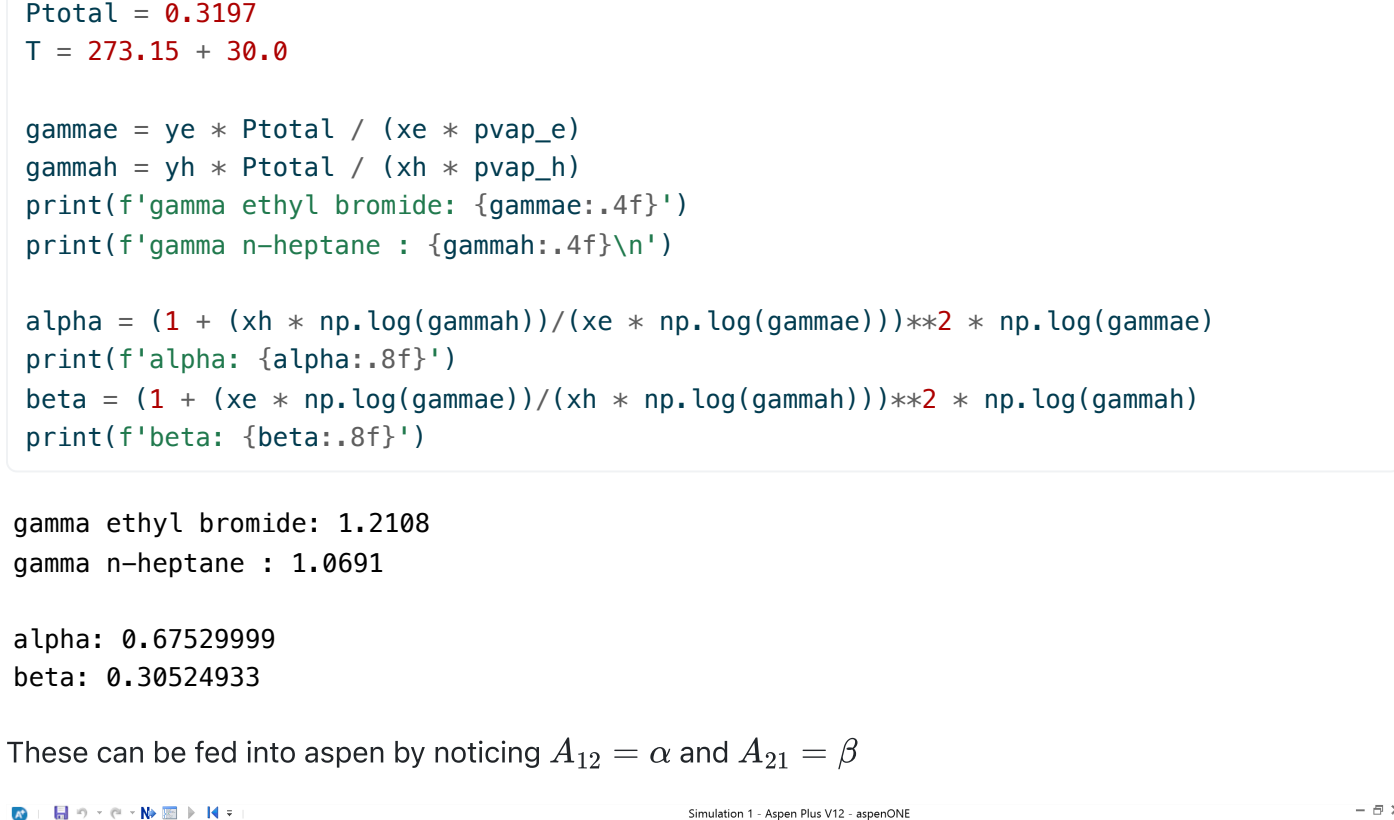 Ptotal = 0.3197
T = 273.15 + 30.0
gammae = ye * Ptotal / (xe * pvap_e)
gammah = yh * Ptotal / (xh * pvap_h)
print(f'gamma ethyl bromide: {gammae:.4f}')
print(f'gamma n-heptane : {gammah:.4f}\n')
alpha = (1 + (xh * np.log(gammah))/(xe * np.log(gammae)))**2 * np.log(gammae)
print(f'alpha: {alpha:.8f}')
beta = (1 + (xe * np.log(gammae))/(xh * np.log(gammah)))**2 * np.log(gammah)
print(f'beta: {beta:.8f}')
gamma ethyl bromide: 1.2108
gamma n-heptane : 1.0691
alpha: 0.67529999
beta: 0.30524933
These can be fed into aspen by noticing A₁₂ = α and A₂₁ = β
Simulation 1 - Aspen Plus V12 - aspenONE